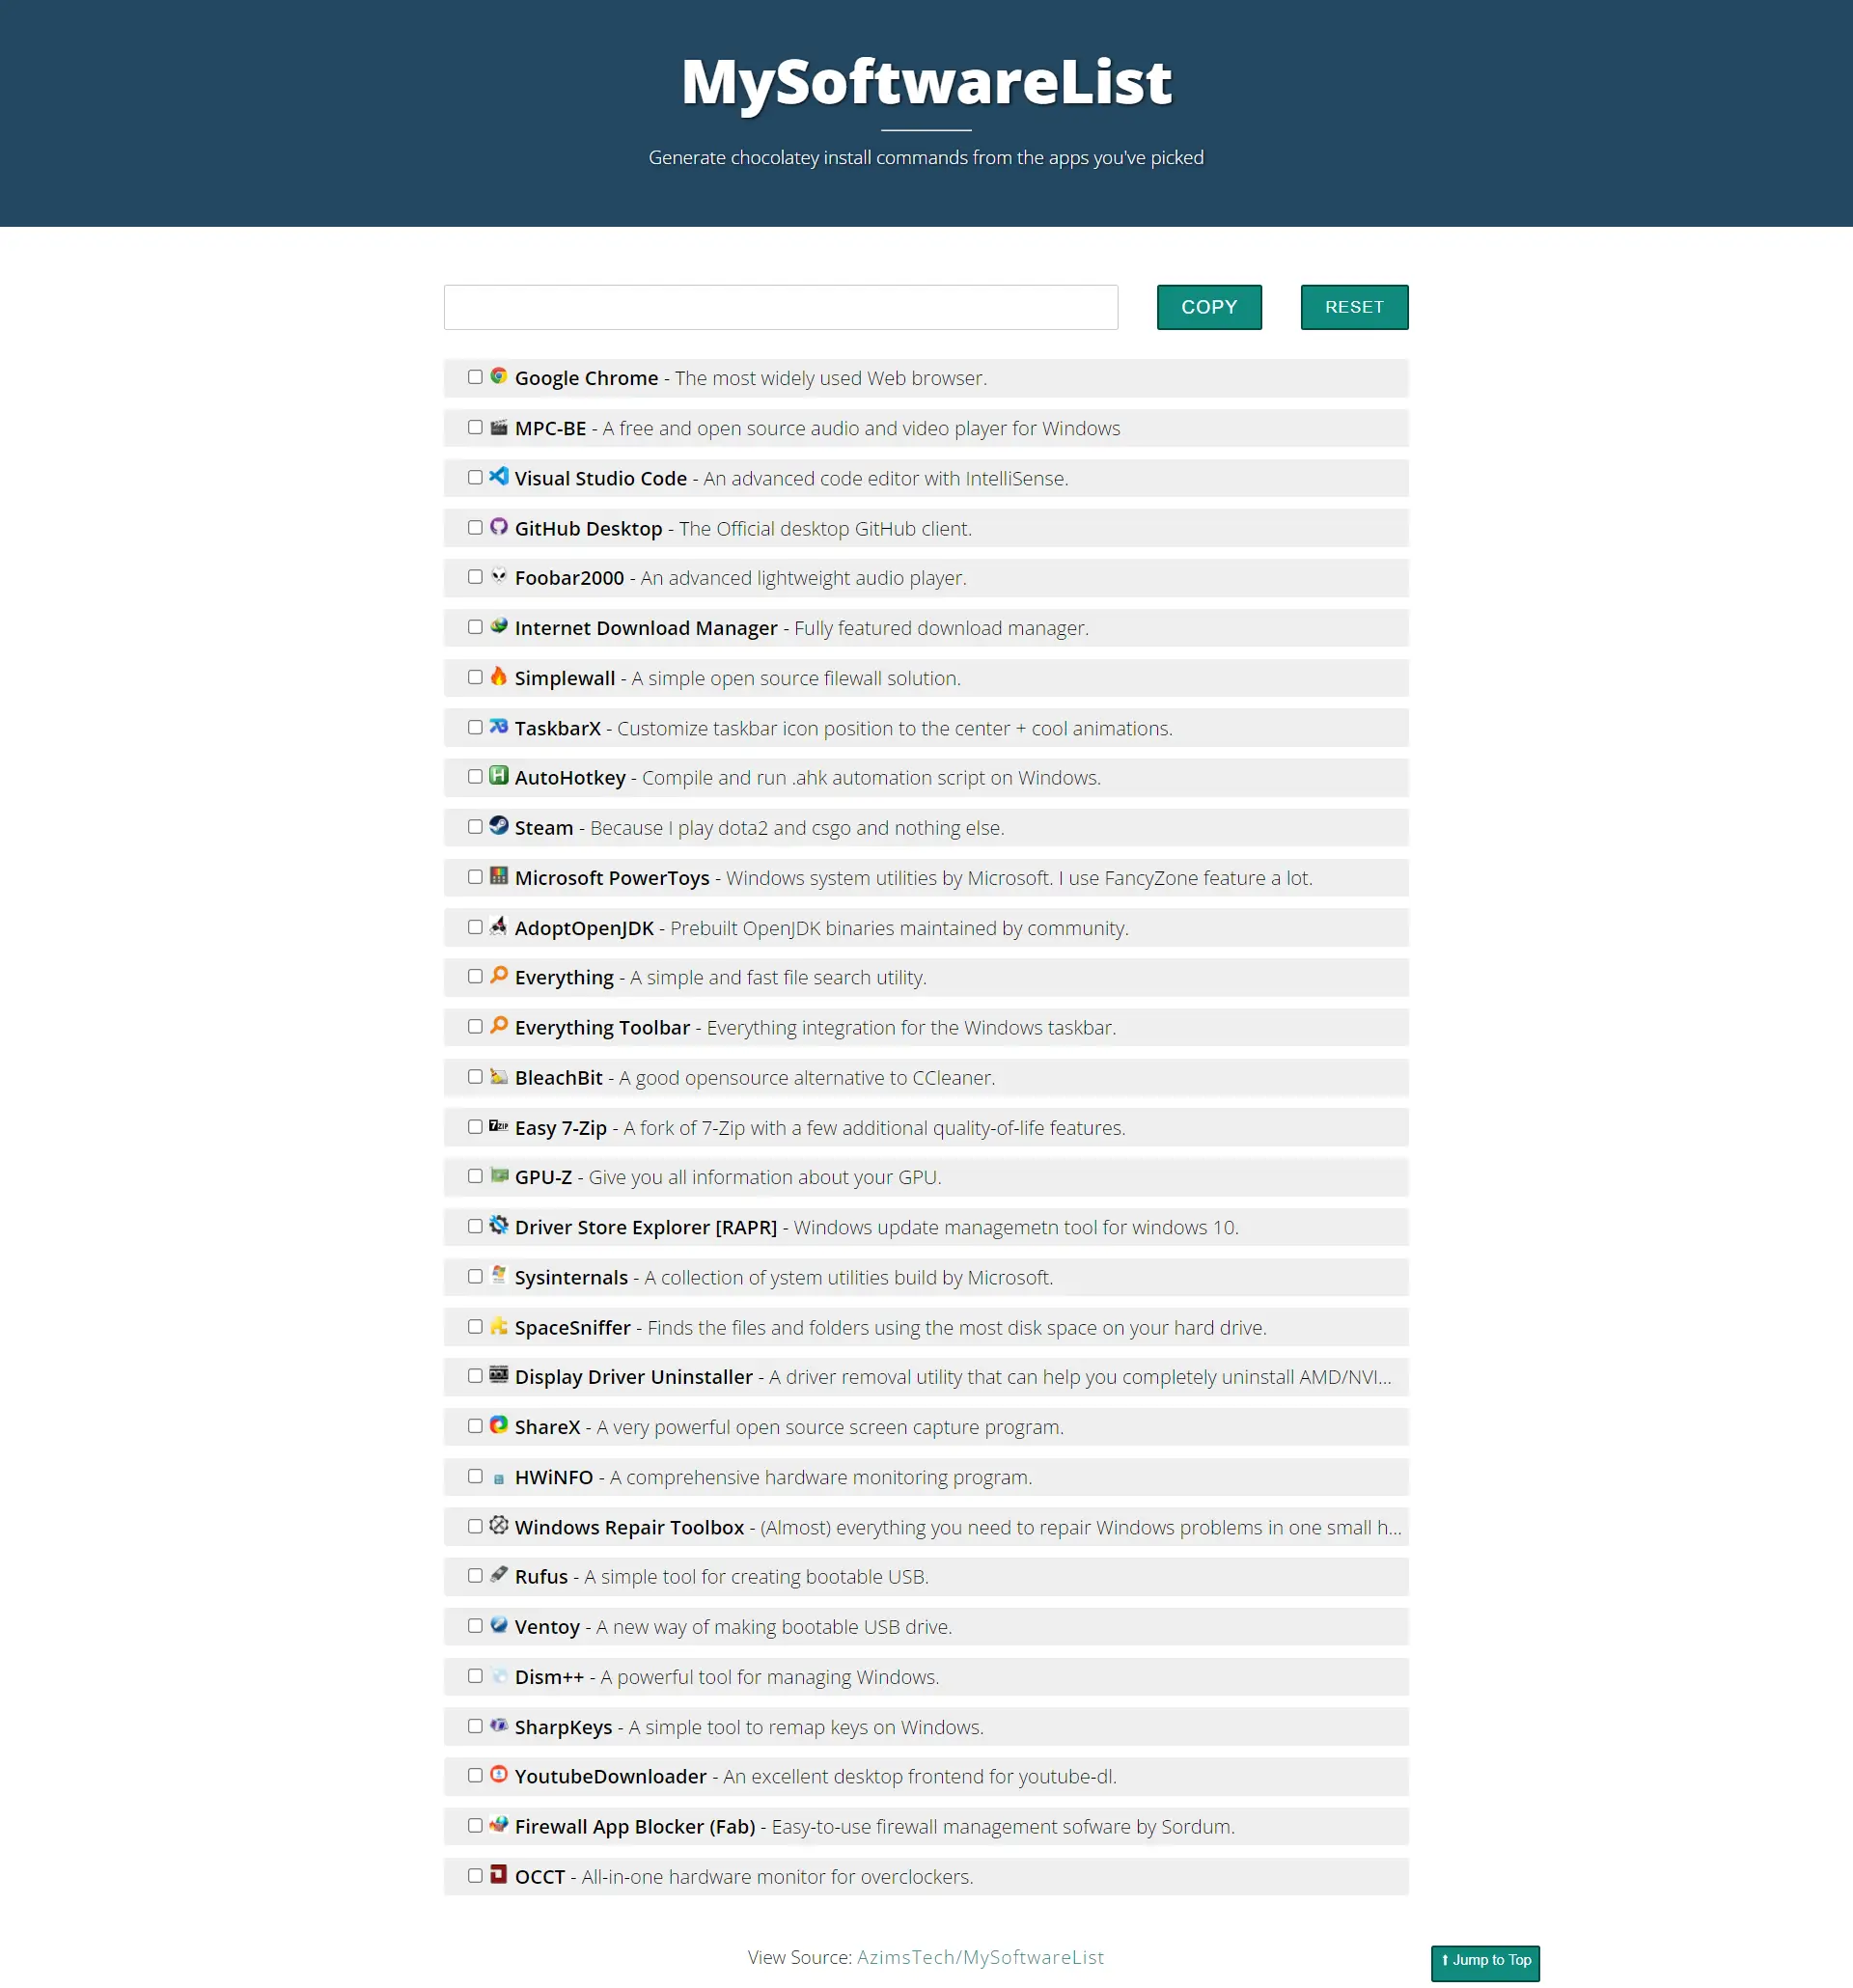 MySoftwareList
Generate chocolatey install commands from the apps you've picked
COPY
RESET
Google Chrome - The most widely used Web browser.
MPC-BE - A free and open source audio and video player for Windows
Visual Studio Code - An advanced code editor with IntelliSense.
GitHub Desktop - The Official desktop GitHub client.
Foobar2000 - An advanced lightweight audio player.
Internet Download Manager - Fully featured download manager.
Simplewall - A simple open source filewall solution.
TaskbarX - Customize taskbar icon position to the center + cool animations.
AutoHotkey - Compile and run .ahk automation script on Windows.
Steam - Because I play dota2 and csgo and nothing else.
Microsoft PowerToys - Windows system utilities by Microsoft. I use FancyZone feature a lot.
AdoptOpenJDK - Prebuilt OpenJDK binaries maintained by community.
Everything - A simple and fast file search utility.
Everything Toolbar - Everything integration for the Windows taskbar.
BleachBit - A good opensource alternative to CCleaner.
Easy 7-Zip - A fork of 7-Zip with a few additional quality-of-life features.
GPU-Z - Give you all information about your GPU.
Driver Store Explorer [RAPR] - Windows update managemetn tool for windows 10.
Sysinternals - A collection of ystem utilities build by Microsoft.
SpaceSniffer - Finds the files and folders using the most disk space on your hard drive.
Display Driver Uninstaller - A driver removal utility that can help you completely uninstall AMD/NVI...
ShareX - A very powerful open source screen capture program.
HWiNFO - A comprehensive hardware monitoring program.
Windows Repair Toolbox - (Almost) everything you need to repair Windows problems in one small h...
Rufus - A simple tool for creating bootable USB.
Ventoy - A new way of making bootable USB drive.
Dism++ - A powerful tool for managing Windows.
SharpKeys - A simple tool to remap keys on Windows.
YoutubeDownloader - An excellent desktop frontend for youtube-dl.
Firewall App Blocker (Fab) - Easy-to-use firewall management sofware by Sordum.
OCCT - All-in-one hardware monitor for overclockers.
View Source: AzimsTech/MySoftwareList
⬆ Jump to Top